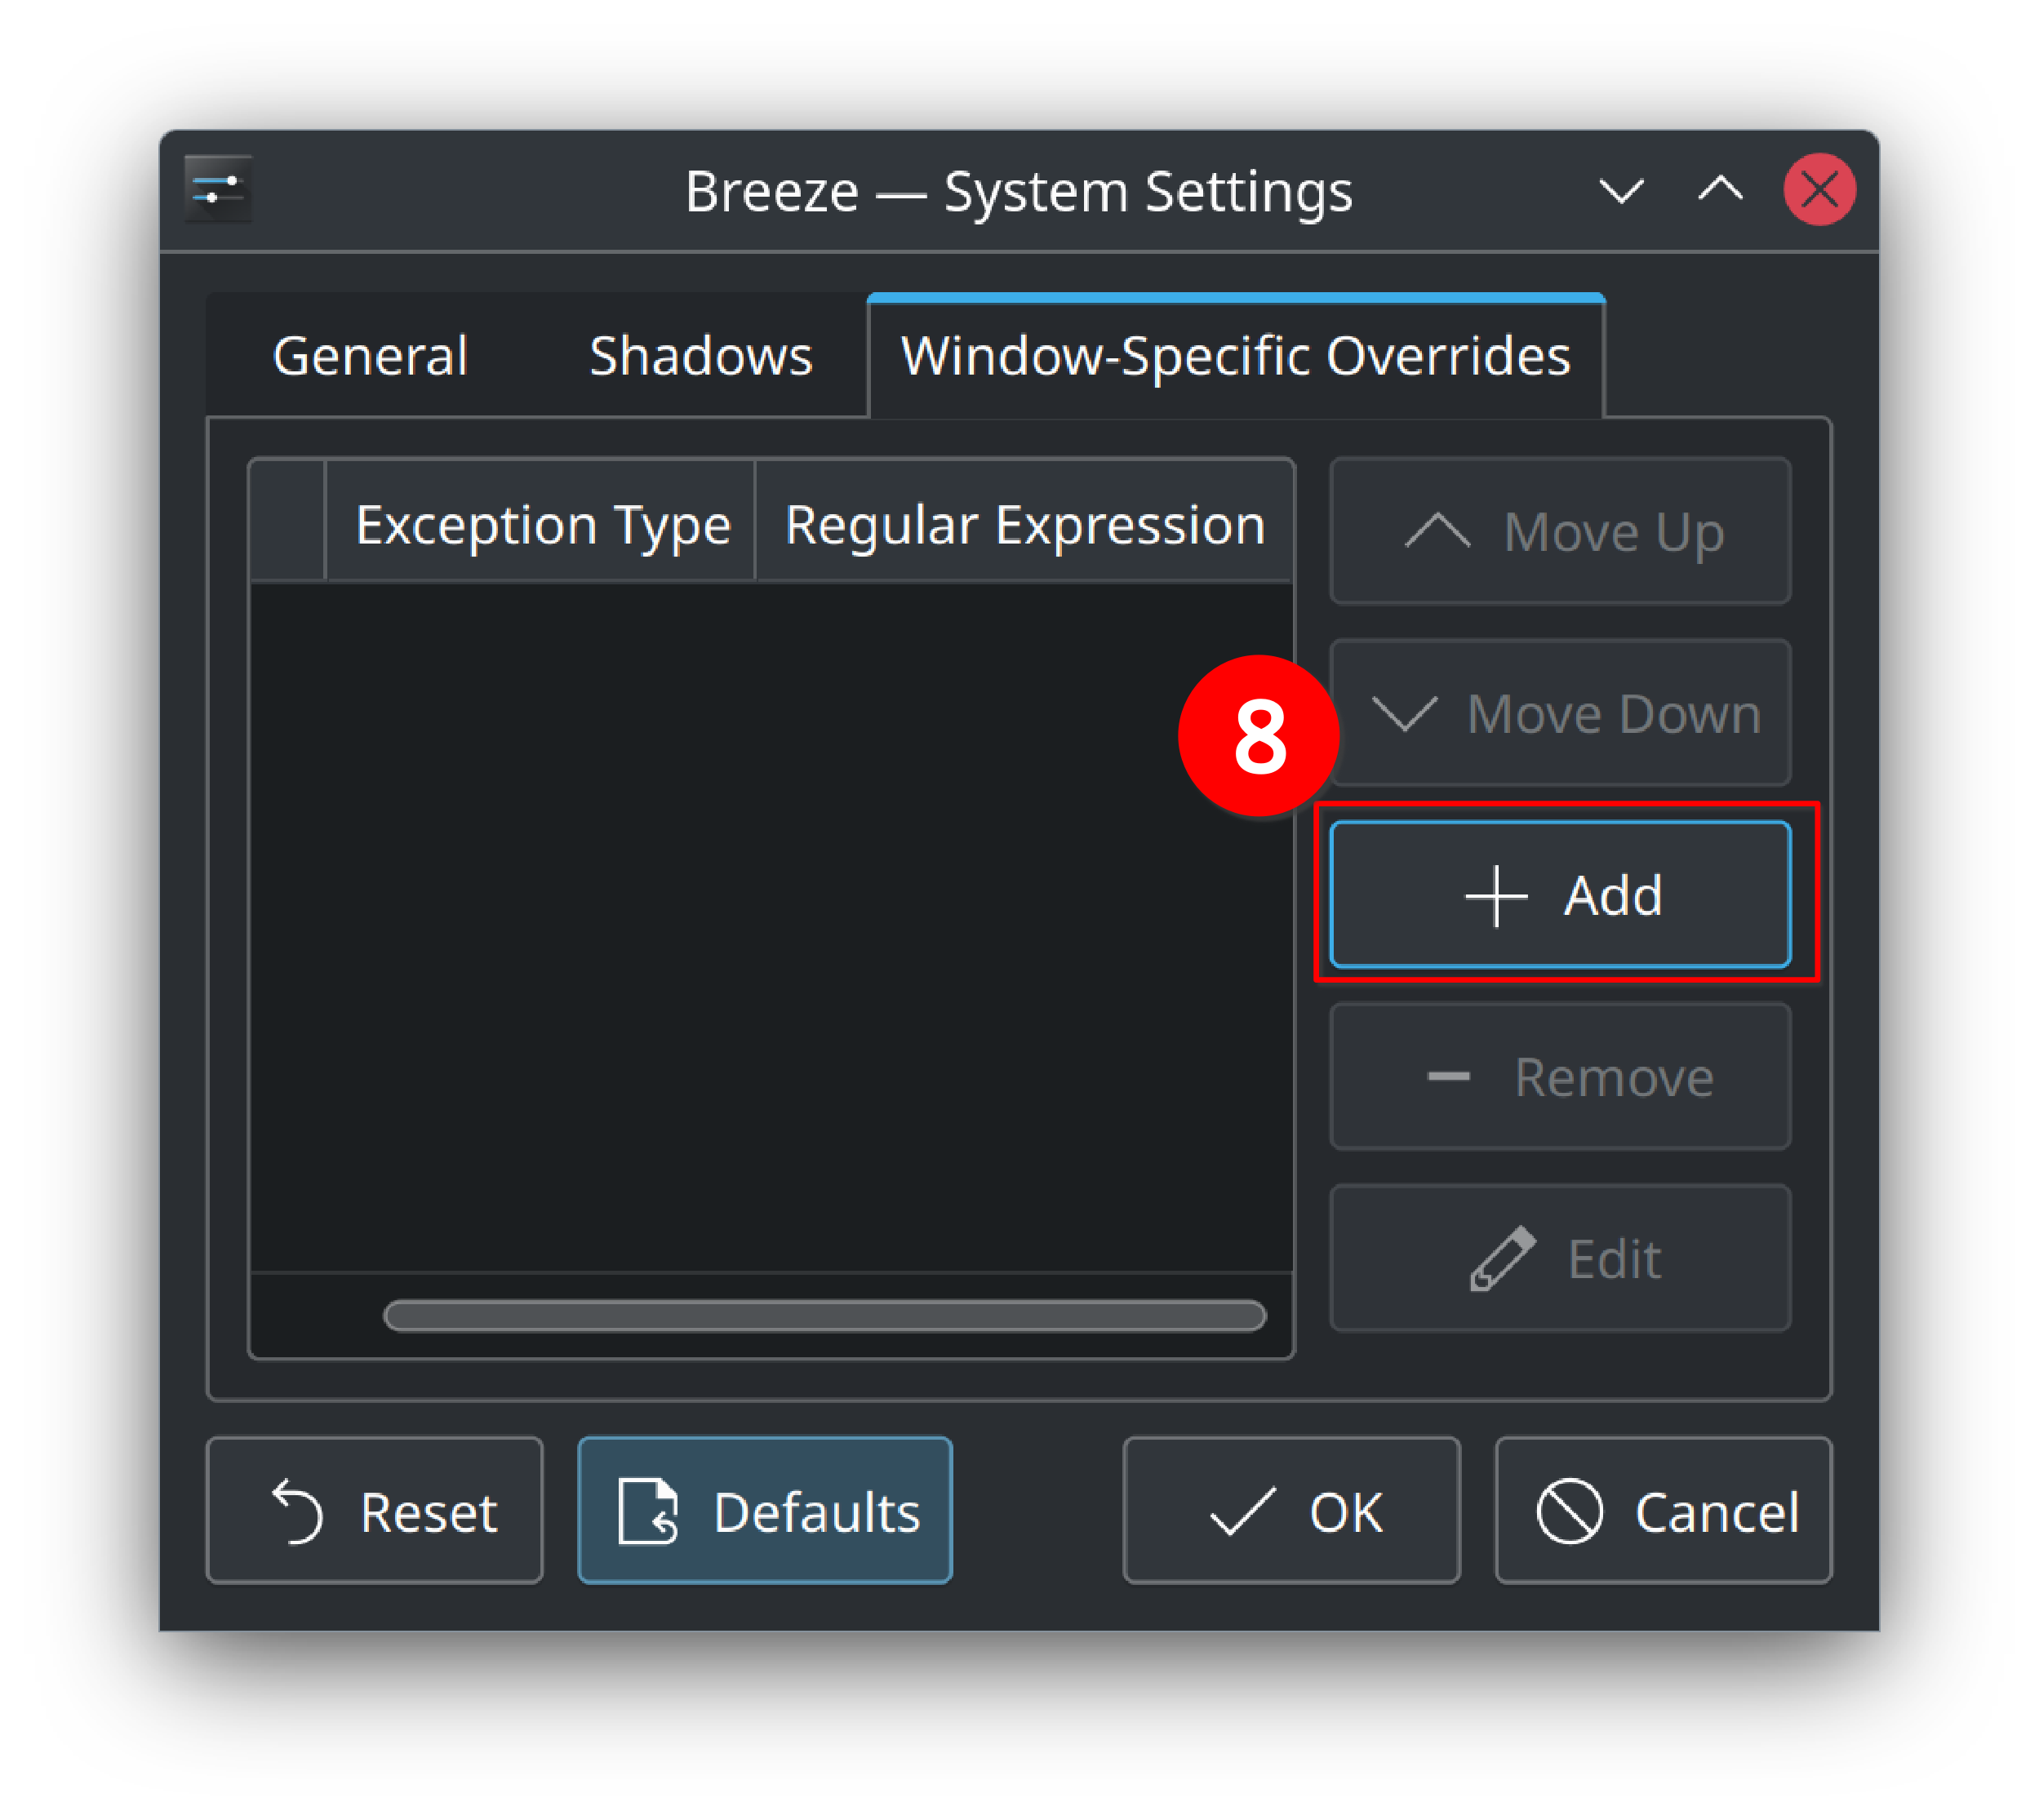 Breeze — System Settings
General Shadows Window-Specific Overrides
Exception Type Regular Expression
Move Up
Move Down
8
Add
Remove
Edit
Reset Defaults OK Cancel